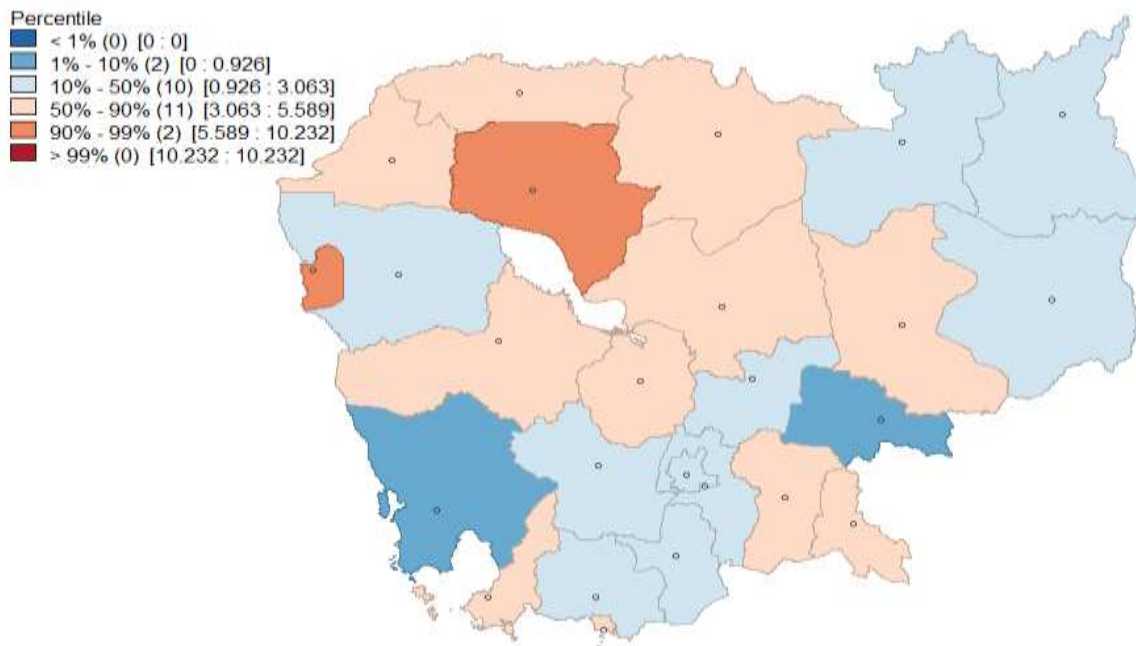 Percentile
< 1% (0) [0 : 0]
1% - 10% (2) [0 : 0.926]
10% - 50% (10) [0.926 : 3.063]
50% - 90% (11) [3.063 : 5.589]
90% - 99% (2) [5.589 : 10.232]
> 99% (0) [10.232 : 10.232]